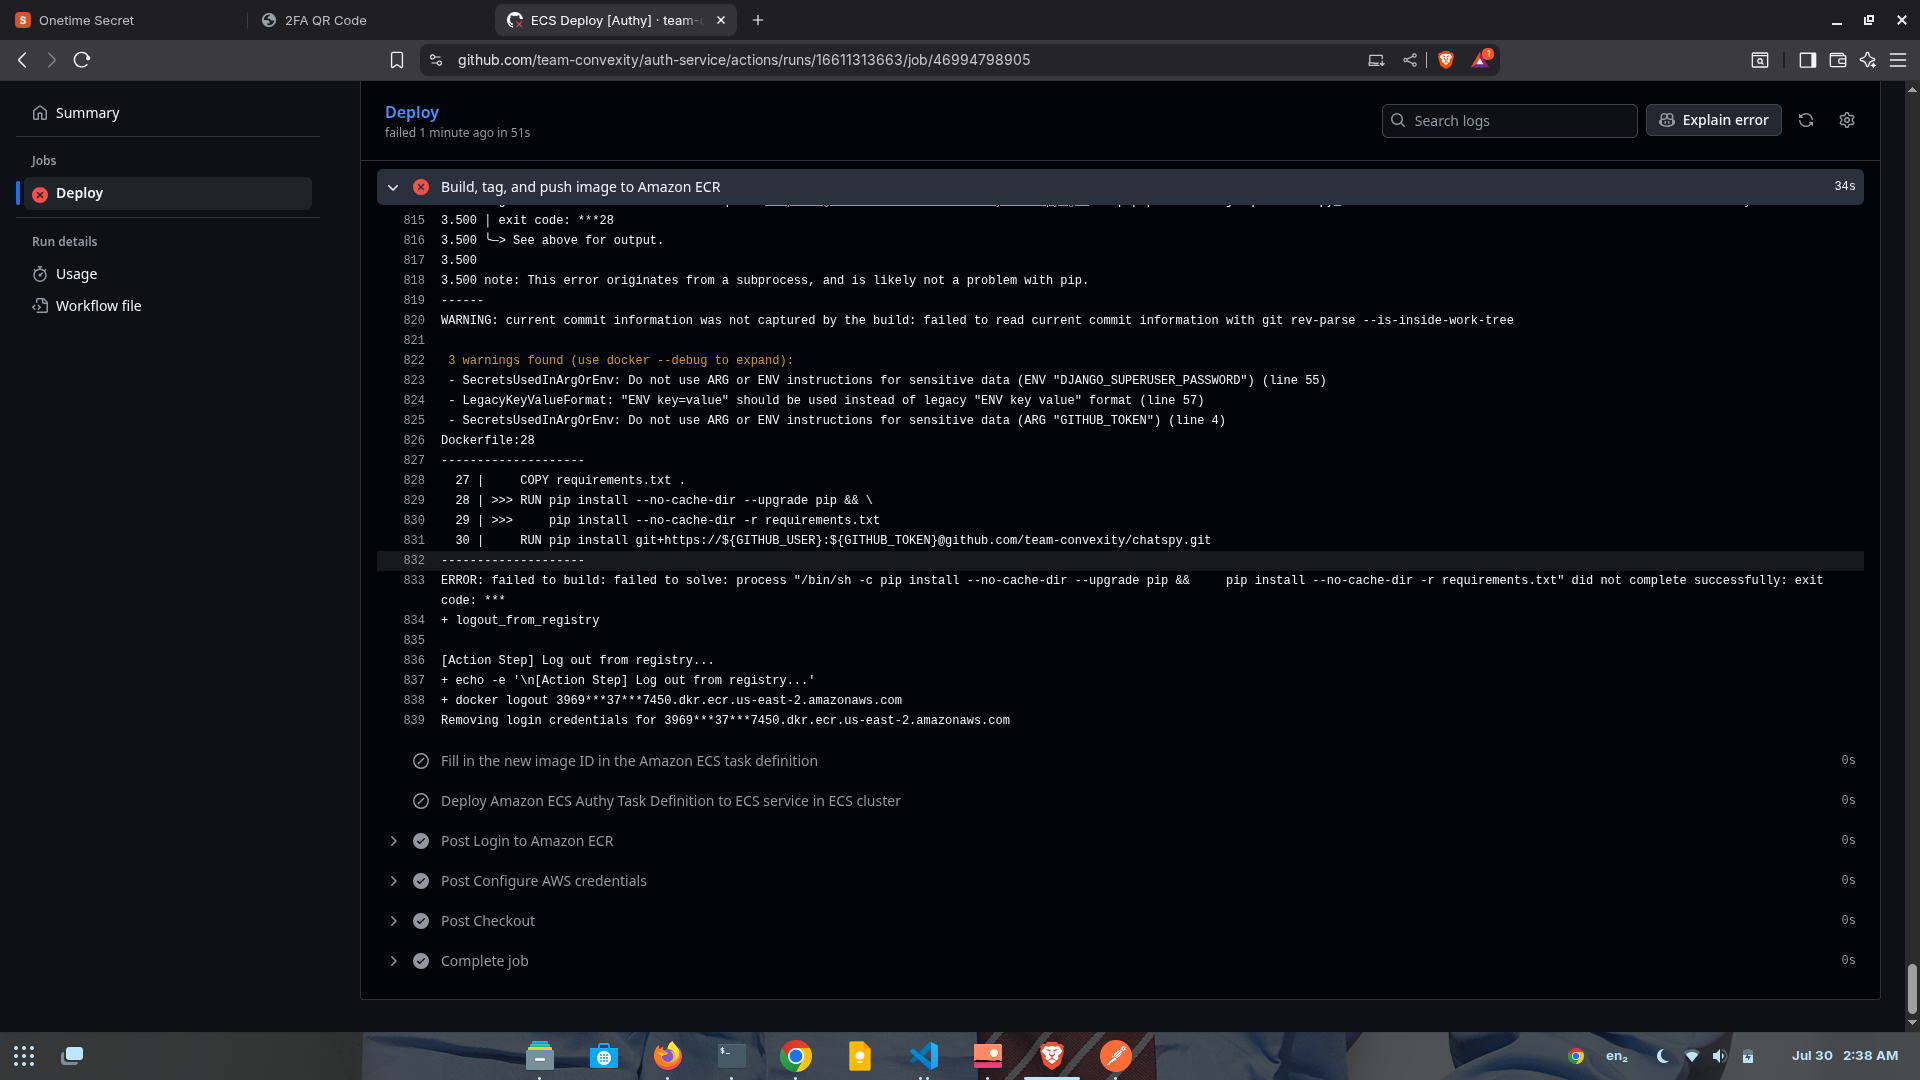 Onetime Secret
2FA QR Code
ECS Deploy [Authy] · team-
github.com/team-convexity/auth-service/actions/runs/16611313663/job/46994798905
1
Summary
Jobs
Deploy
Run details
Usage
Workflow file
Deploy
failed 1 minute ago in 51s
Search logs
Explain error
Build, tag, and push image to Amazon ECR
34s
815 3.500 │ exit code: ***28
816 3.500 ╰─> See above for output.
817 3.500
818 3.500 note: This error originates from a subprocess, and is likely not a problem with pip.
819 ------
820 WARNING: current commit information was not captured by the build: failed to read current commit information with git rev-parse --is-inside-work-tree
821
822 3 warnings found (use docker --debug to expand):
823 - SecretsUsedInArgOrEnv: Do not use ARG or ENV instructions for sensitive data (ENV "DJANGO_SUPERUSER_PASSWORD") (line 55)
824 - LegacyKeyValueFormat: "ENV key=value" should be used instead of legacy "ENV key value" format (line 57)
825 - SecretsUsedInArgOrEnv: Do not use ARG or ENV instructions for sensitive data (ARG "GITHUB_TOKEN") (line 4)
826 Dockerfile:28
827 --------------------
828 27 | COPY requirements.txt .
829 28 | >>> RUN pip install --no-cache-dir --upgrade pip && \
830 29 | >>> pip install --no-cache-dir -r requirements.txt
831 30 | RUN pip install git+https://${GITHUB_USER}:${GITHUB_TOKEN}@github.com/team-convexity/chatspy.git
832 --------------------
833 ERROR: failed to build: failed to solve: process "/bin/sh -c pip install --no-cache-dir --upgrade pip && pip install --no-cache-dir -r requirements.txt" did not complete successfully: exit
code: ***
834 + logout_from_registry
835
836 [Action Step] Log out from registry...
837 + echo -e '\n[Action Step] Log out from registry...'
838 + docker logout 3969***37***7450.dkr.ecr.us-east-2.amazonaws.com
839 Removing login credentials for 3969***37***7450.dkr.ecr.us-east-2.amazonaws.com
Fill in the new image ID in the Amazon ECS task definition
0s
Deploy Amazon ECS Authy Task Definition to ECS service in ECS cluster
0s
Post Login to Amazon ECR
0s
Post Configure AWS credentials
0s
Post Checkout
0s
Complete job
0s
en₂
Jul 30 2:38 AM